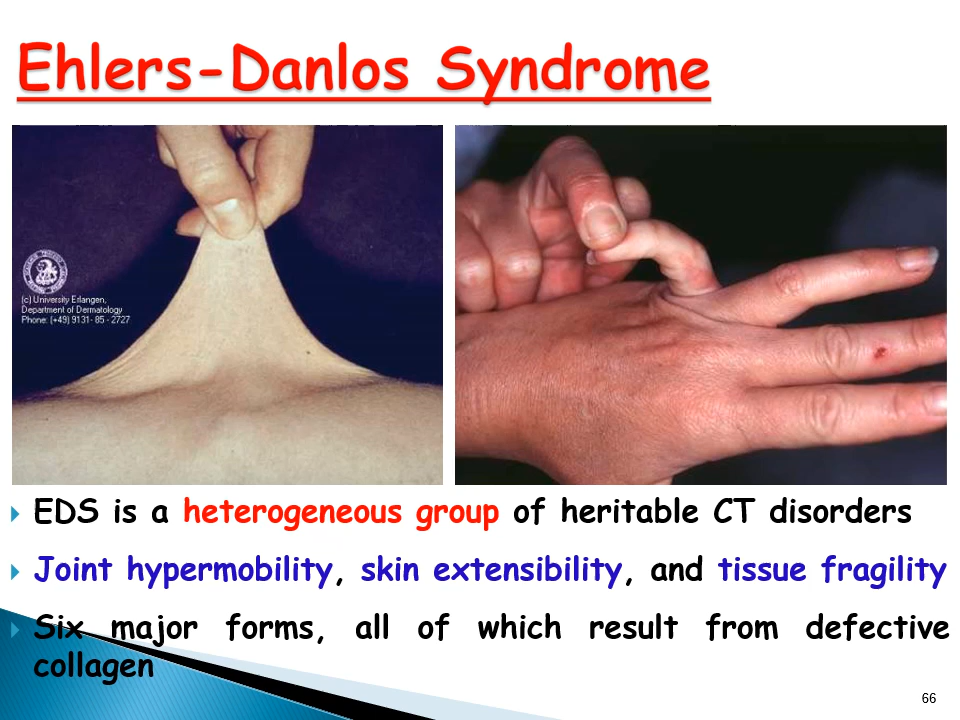 Ehlers-Danlos Syndrome
(c) University Erlangen,
Department of Dermatology
Phone: (+49) 9131- 85 - 2727
EDS is a heterogeneous group of heritable CT disorders
Joint hypermobility, skin extensibility, and tissue fragility
Six major forms, all of which result from defective
collagen
66